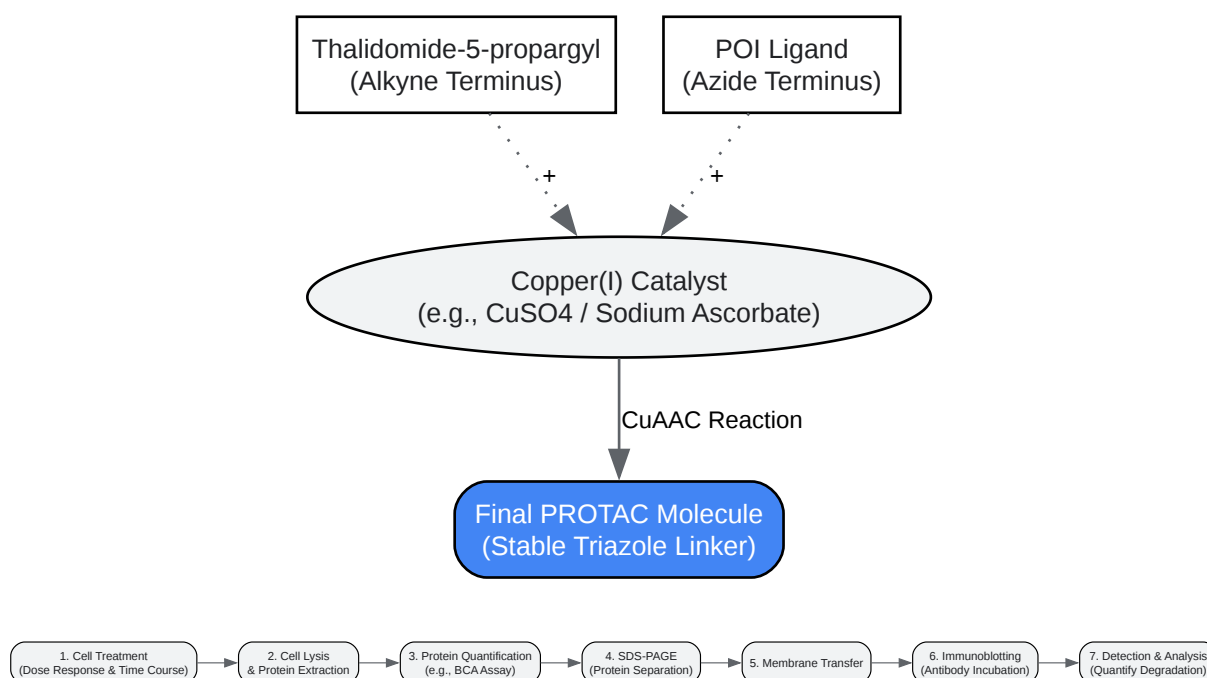 Thalidomide-5-propargyl
(Alkyne Terminus)
POI Ligand
(Azide Terminus)
+
+
Copper(I) Catalyst
(e.g., CuSO4 / Sodium Ascorbate)
CuAAC Reaction
Final PROTAC Molecule
(Stable Triazole Linker)
1. Cell Treatment
(Dose Response & Time Course)
2. Cell Lysis
& Protein Extraction
3. Protein Quantification
(e.g., BCA Assay)
4. SDS-PAGE
(Protein Separation)
5. Membrane Transfer
6. Immunoblotting
(Antibody Incubation)
7. Detection & Analysis
(Quantify Degradation)